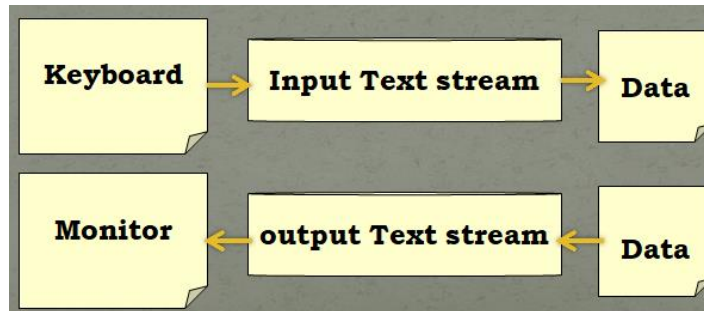 Keyboard
Input Text stream
Data
Monitor
output Text stream
Data